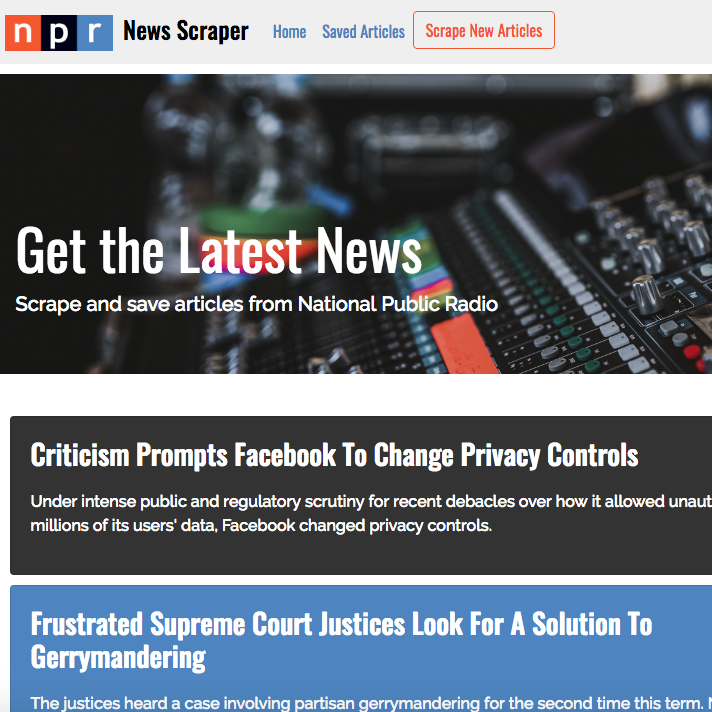 npr News Scraper Home Saved Articles Scrape New Articles
Get the Latest News
Scrape and save articles from National Public Radio
Criticism Prompts Facebook To Change Privacy Controls
Under intense public and regulatory scrutiny for recent debacles over how it allowed
millions of its users' data, Facebook changed privacy controls.
Frustrated Supreme Court Justices Look For A Solution To
Gerrymandering
The justices heard a case involving partisan gerrymandering for the second time this term.